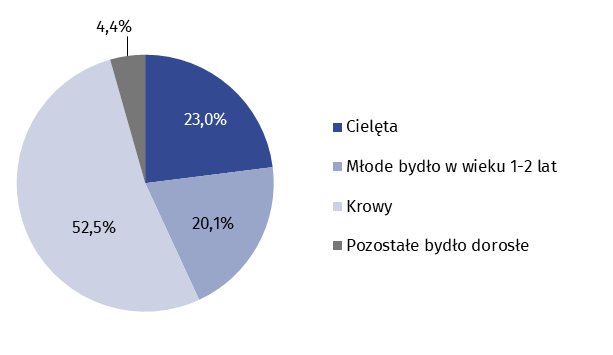 4,4%
23,0%
20,1%
52,5%
Cielęta
Młode bydło w wieku 1-2 lat
Krowy
Pozostałe bydło dorosłe